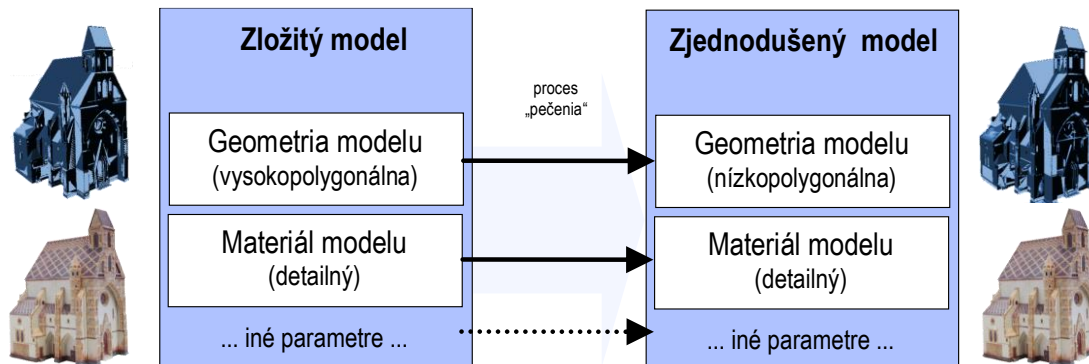 Zložitý model
Geometria modelu
(vysokopolygonálna)
Materiál modelu
(detailný)
... iné parametre ...
proces
„pečenia“
Zjednodušený model
Geometria modelu
(nízkopolygonálna)
Materiál modelu
(detailný)
... iné parametre ...